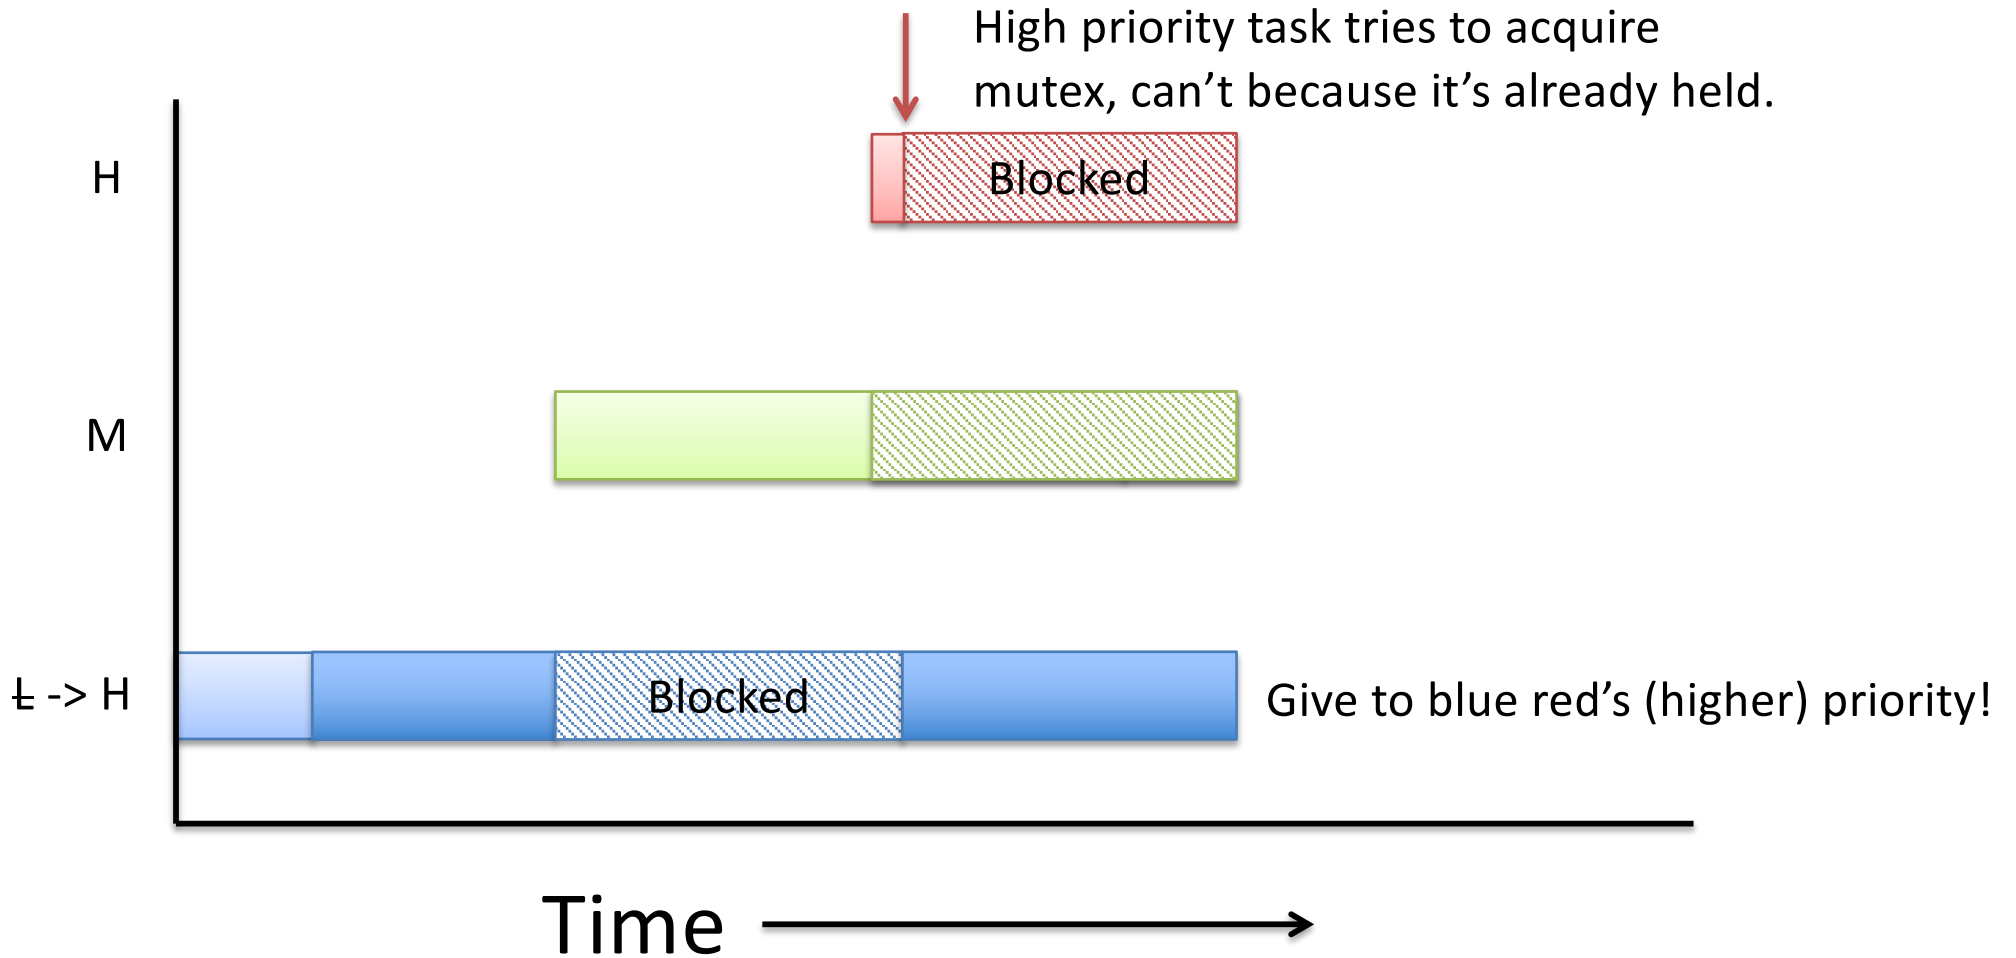 High priority task tries to acquire
mutex, can’t because it’s already held.
H
Blocked
M
L -> H
Blocked
Give to blue red’s (higher) priority!
Time